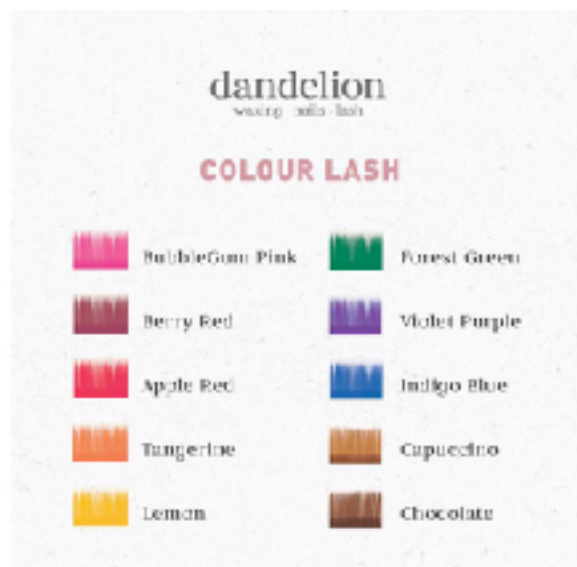 dandelion
waxing · nails · lash
COLOUR LASH
BubbleGum Pink
Berry Red
Apple Red
Tangerine
Lemon
Forest Green
Violet Purple
Indigo Blue
Capuccino
Chocolate